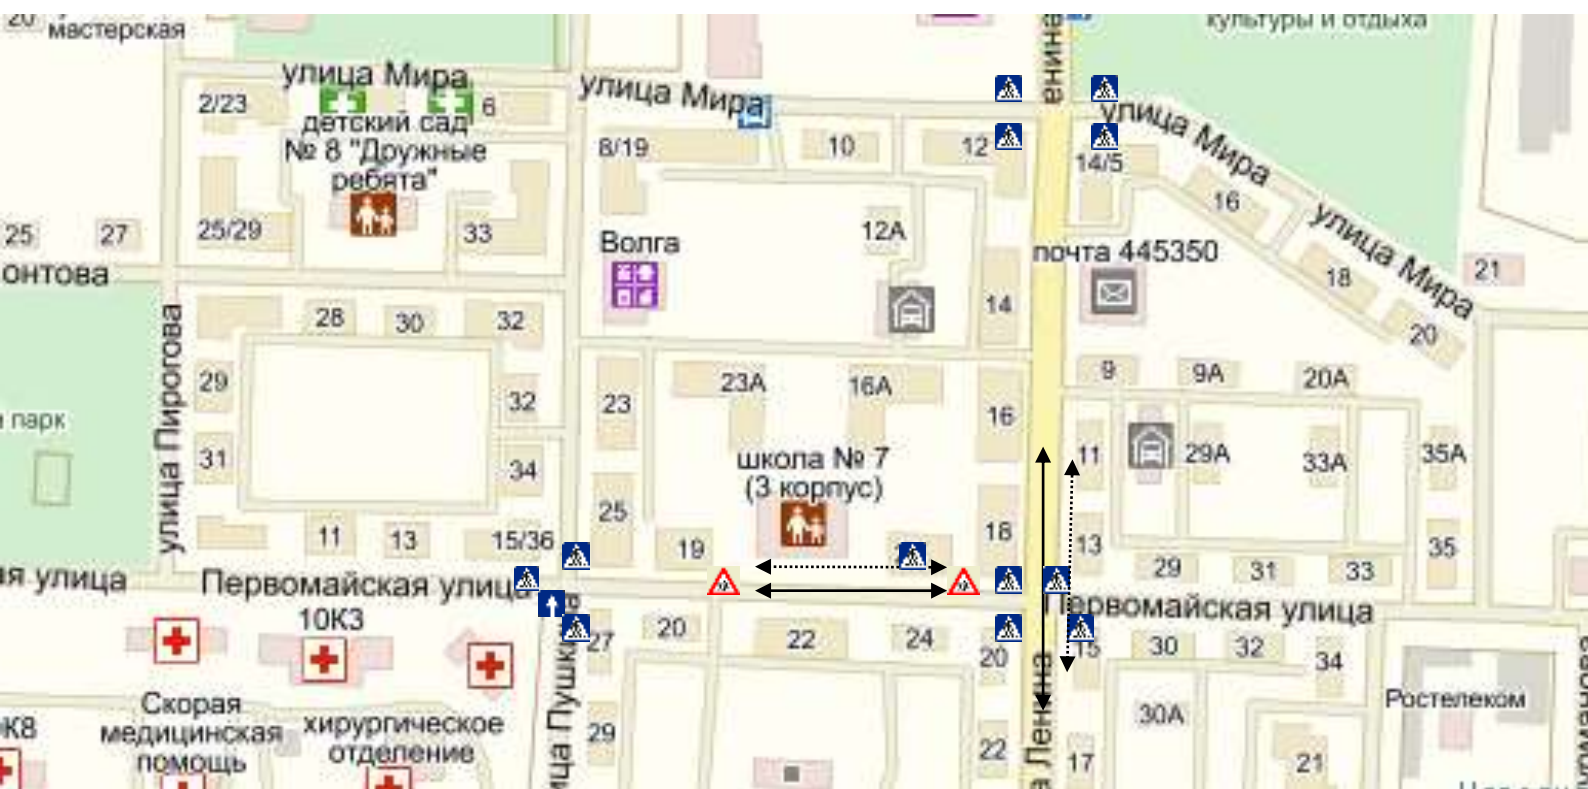 20
мастерская
культуры и отдыха
енина
улица Мира
улица Мира
улица Мира
2/23
6
детский сад
№ 8 "Дружные
ребята"
8/19
10
12
14/5
16
улица Мира
25
27
25/29
33
Волга
12А
почта 445350
18
21
онтова
28
30
32
14
20
улица Пирогова
29
32
23
23А
16А
16
9
9А
20А
парк
31
34
школа № 7
(3 корпус)
11
29А
33А
35А
11
13
15/36
25
19
18
13
29
31
33
35
ая улица
Первомайская улица
Первомайская улица
10К3
27
20
22
24
20
15
30
32
34
Скорая
медицинская
помощь
хирургическое
отделение
К8
ица Пушк
29
22
а Ленина
17
30А
21
Ростелеком
урманова